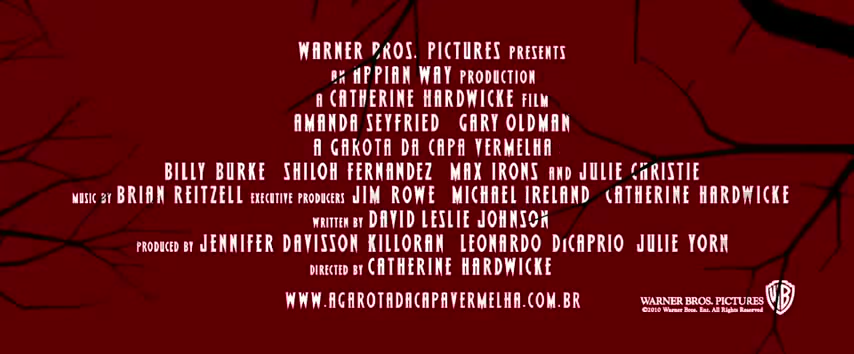 WARNER BROS. PICTURES PRESENTS
AN APPIAN WAY PRODUCTION
A CATHERINE HARDWICKE FILM
AMANDA SEYFRIED GARY OLDMAN
A GAROTA DA CAPA VERMELHA
BILLY BURKE SHILOH FERNANDEZ MAX IRONS AND JULIE CHRISTIE
MUSIC BY BRIAN REITZELL EXECUTIVE PRODUCERS JIM ROWE MICHAEL IRELAND CATHERINE HARDWICKE
WRITTEN BY DAVID LESLIE JOHNSON
PRODUCED BY JENNIFER DAVISSON KILLORAN LEONARDO DiCAPRIO JULIE YORN
DIRECTED BY CATHERINE HARDWICKE
WWW.AGAROTADACAPAVERMELHA.COM.BR
WARNER BROS. PICTURES WB
©2010 Warner Bros. Ent. All Rights Reserved